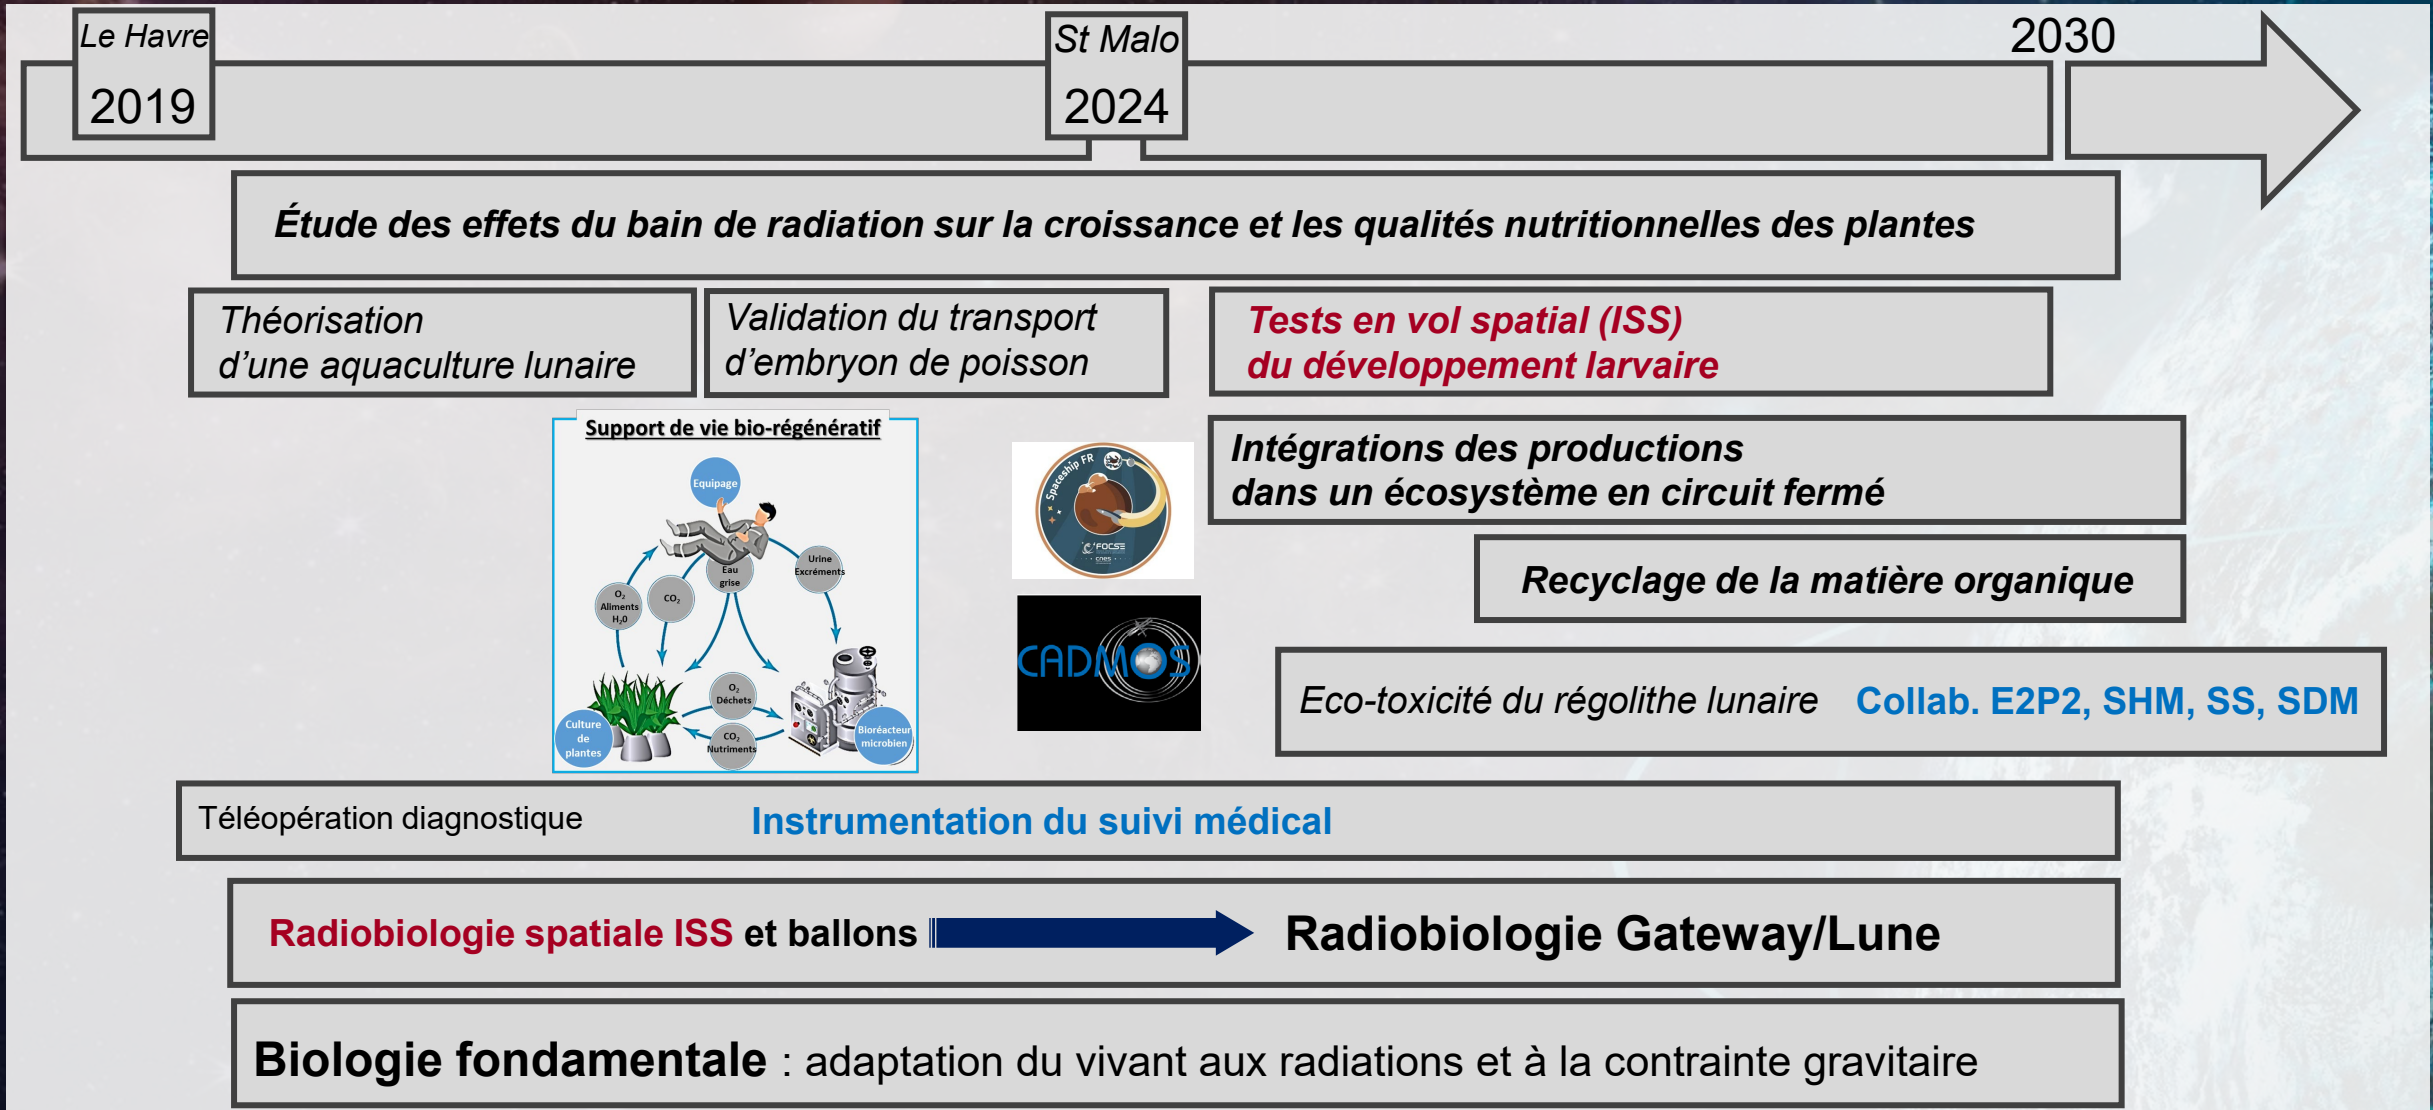 Le Havre
2019
St Malo
2024
2030
Étude des effets du bain de radiation sur la croissance et les qualités nutritionnelles des plantes
Théorisation
d’une aquaculture lunaire
Validation du transport
d’embryon de poisson
Tests en vol spatial (ISS)
du développement larvaire
Support de vie bio-régénératif
Equipage
Eau
grise
Urine
Excréments
O2
Aliments
H20
CO2
O2
Déchets
CO2
Nutriments
Culture
de
plantes
Bioréacteur
microbien
Spaceship FR
FOCSE
cnes
CADMOS
Intégrations des productions
dans un écosystème en circuit fermé
Recyclage de la matière organique
Eco-toxicité du régolithe lunaire Collab. E2P2, SHM, SS, SDM
Téléopération diagnostique Instrumentation du suivi médical
Radiobiologie spatiale ISS et ballons Radiobiologie Gateway/Lune
Biologie fondamentale : adaptation du vivant aux radiations et à la contrainte gravitaire